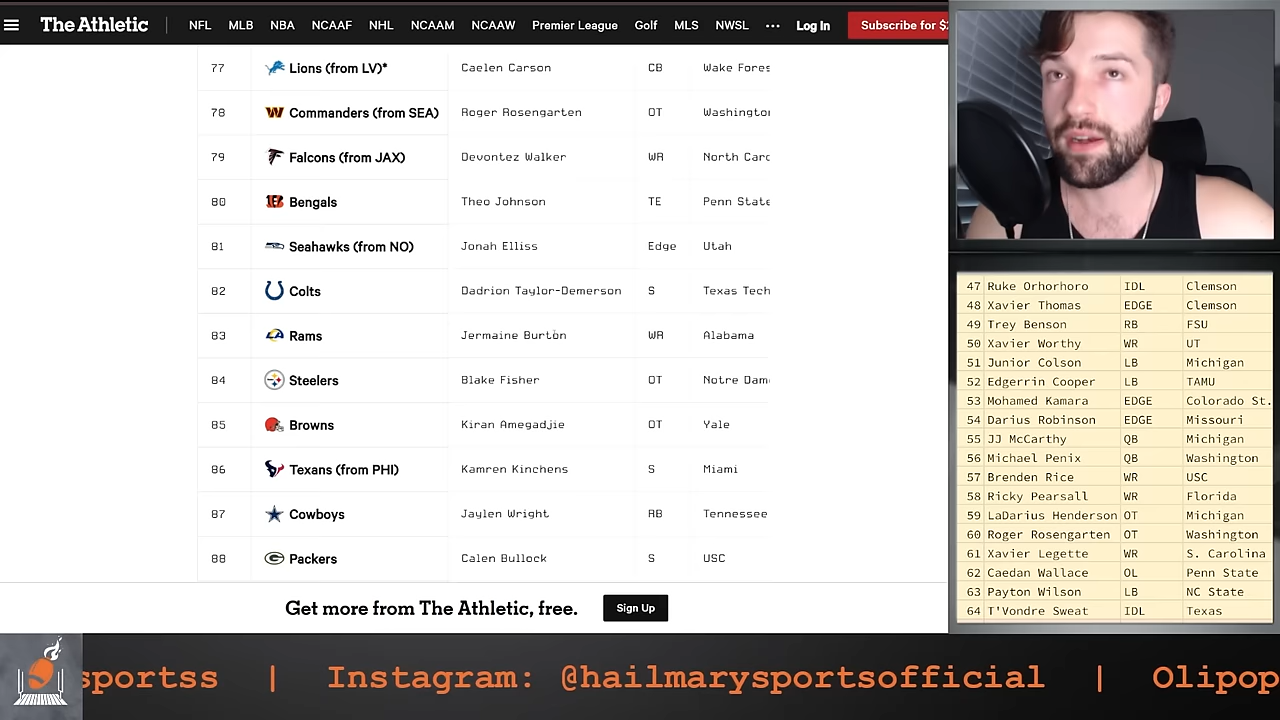 The Athletic NFL MLB NBA NCAAF NHL NCAAM NCAAW Premier League Golf MLS NWSL ••• Log In Subscribe for $
77 Lions (from LV)* Caelen Carson CB Wake Fores
78 Commanders (from SEA) Roger Rosengarten OT Washington
79 Falcons (from JAX) Devontez Walker WR North Caro
80 Bengals Theo Johnson TE Penn State
81 Seahawks (from NO) Jonah Elliss Edge Utah
82 Colts Dadrion Taylor-Demerson S Texas Tech
83 Rams Jermaine Burton WR Alabama
84 Steelers Blake Fisher OT Notre Dame
85 Browns Kiran Amegadjie OT Yale
86 Texans (from PHI) Kamren Kinchens S Miami
87 Cowboys Jaylen Wright RB Tennessee
88 Packers Calen Bullock S USC
Get more from The Athletic, free. Sign Up
47 Ruke Orhorhoro IDL Clemson
48 Xavier Thomas EDGE Clemson
49 Trey Benson RB FSU
50 Xavier Worthy WR UT
51 Junior Colson LB Michigan
52 Edgerrin Cooper LB TAMU
53 Mohamed Kamara EDGE Colorado St.
54 Darius Robinson EDGE Missouri
55 JJ McCarthy QB Michigan
56 Michael Penix QB Washington
57 Brenden Rice WR USC
58 Ricky Pearsall WR Florida
59 LaDarius Henderson OT Michigan
60 Roger Rosengarten OT Washington
61 Xavier Legette WR S. Carolina
62 Caedan Wallace OL Penn State
63 Payton Wilson LB NC State
64 T'Vondre Sweat IDL Texas
sportss | Instagram: @hailmarysportsofficial | Olipop